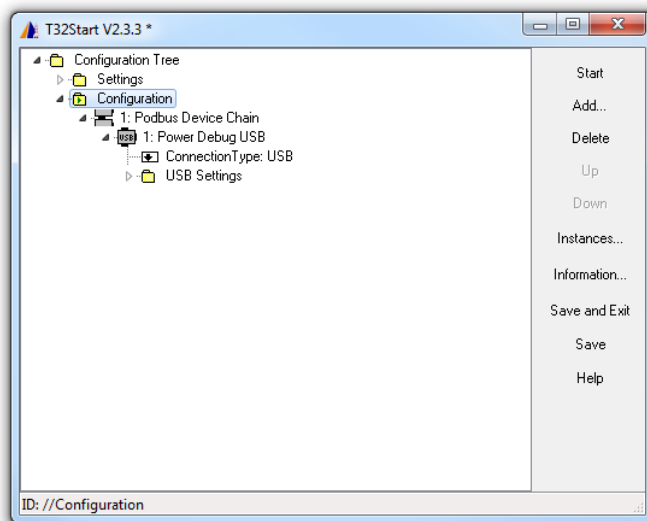 T32Start V2.3.3 *
Configuration Tree
Settings
Configuration
1: Podbus Device Chain
USB 1: Power Debug USB
ConnectionType: USB
USB Settings
Start
Add...
Delete
Up
Down
Instances...
Information...
Save and Exit
Save
Help
ID: //Configuration